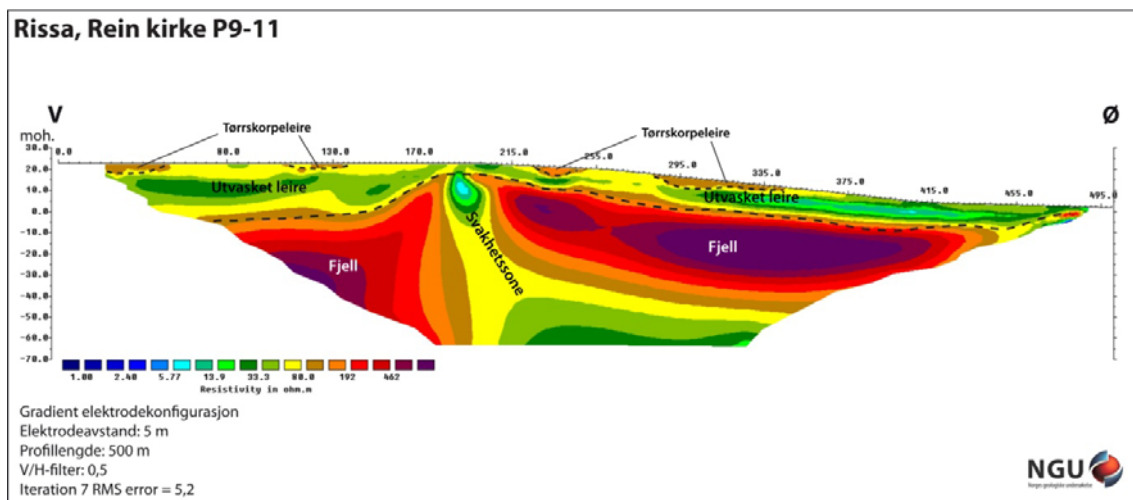 Rissa, Rein kirke P9-11
V
Ø
moh.
Tørrskorpeleire
Tørrskorpeleire
30.0
20.0
10.0
0.0
-10.0
-20.0
-30.0
-40.0
-50.0
-60.0
-70.0
0.0 80.0 130.0 170.0 215.0 255.0 295.0 335.0 375.0 415.0 455.0 495.0
Utvasket leire
Utvasket leire
Svakhetssone
Fjell
Fjell
1.00 2.40 5.77 13.9 33.3 80.0 192 462
Resistivity in ohm.m
Gradient elektrodekonfigurasjon
Elektrodeavstand: 5 m
Profillengde: 500 m
V/H-filter: 0,5
Iteration 7 RMS error = 5,2
NGU
Norges geologiske undersøkelse